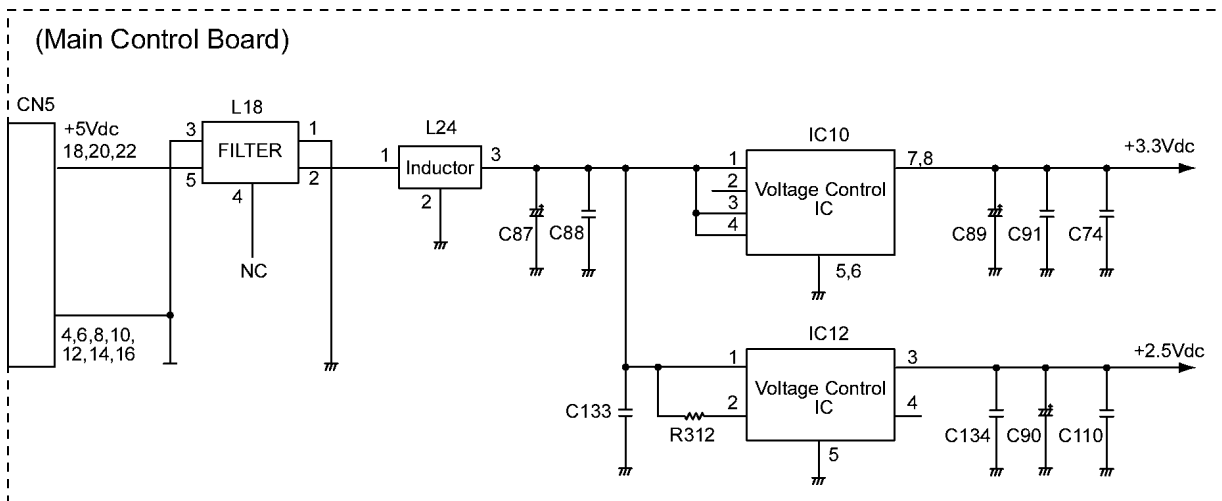 (Main Control Board)
CN5
+5Vdc
18,20,22
4,6,8,10,
12,14,16
L18
FILTER
3
5
4
1
2
NC
L24
Inductor
1
3
2
C87
C88
IC10
Voltage Control
IC
1
2
3
4
7,8
5,6
+3.3Vdc
C89
C91
C74
C133
R312
IC12
Voltage Control
IC
1
2
3
4
5
+2.5Vdc
C134
C90
C110